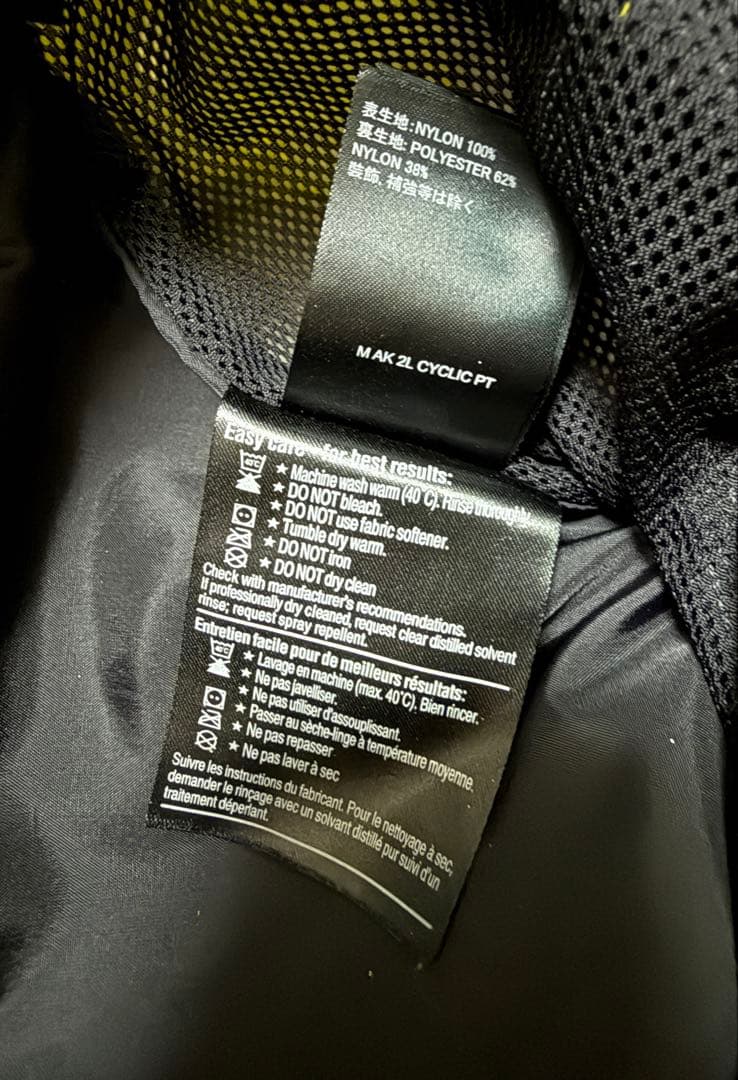 表生地:NYLON 100%
裏生地: POLYESTER 62%
NYLON 38%
装飾、補強等は除く
M AK 2L CYCLIC PT
Easy care - for best results:
★ Machine wash warm (40°C). Rinse thoroughly.
★ DO NOT bleach.
★ DO NOT use fabric softener.
★ Tumble dry warm.
★ DO NOT iron
★ DO NOT dry clean
Check with manufacturer's recommendations.
If professionally dry cleaned, request clear distilled solvent
rinse; request spray repellent.
Entretien facile pour de meilleurs résultats:
★ Lavage en machine (max. 40°C). Bien rincer.
★ Ne pas javelliser.
★ Ne pas utiliser d'assouplissant.
★ Passer au sèche-linge à température moyenne.
★ Ne pas repasser
★ Ne pas laver à sec
Suivre les instructions du fabricant. Pour le nettoyage à sec,
demander le rinçage avec un solvant distillé pur suivi d'un
traitement déperlant.